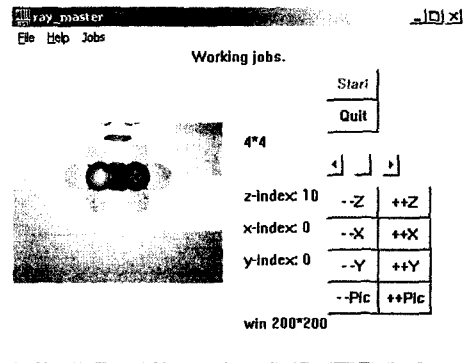 ray_master
File Help Jobs
Working jobs.
Start
Quit
4*4
z-index: 10
--Z ++Z
x-index: 0
--X ++X
y-index: 0
--Y ++Y
--Pic ++Pic
win 200*200